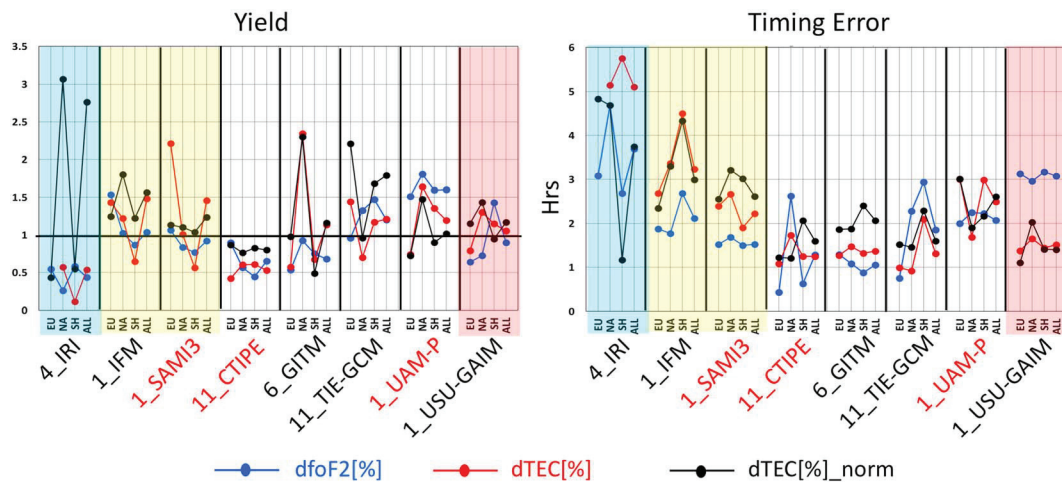 Yield
Timing Error
3.5
3
2.5
2
1.5
1
0.5
0
EU NA SH ALL EU NA SH ALL EU NA SH ALL EU NA SH ALL EU NA SH ALL EU NA SH ALL EU NA SH ALL EU NA SH ALL
4_IRI
1_IFM
1_SAMI3
11_CTIPE
6_GITM
11_TIE-GCM
1_UAM-P
1_USU-GAIM
Hrs
6
5
4
3
2
1
0
EU NA SH ALL EU NA SH ALL EU NA SH ALL EU NA SH ALL EU NA SH ALL EU NA SH ALL EU NA SH ALL EU NA SH ALL
4_IRI
1_IFM
1_SAMI3
11_CTIPE
6_GITM
11_TIE-GCM
1_UAM-P
1_USU-GAIM
dfoF2[%]
dTEC[%]
dTEC[%]_norm